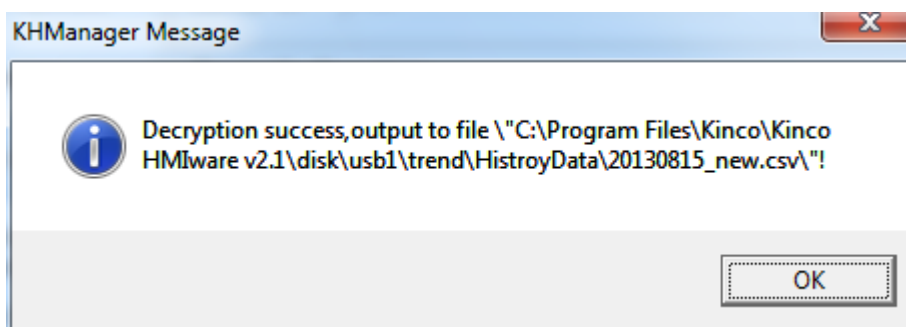 KHManager Message
Decryption success,output to file \"C:\Program Files\Kinco\Kinco
HMIware v2.1\disk\usb1\trend\HistroyData\20130815_new.csv\"!
OK